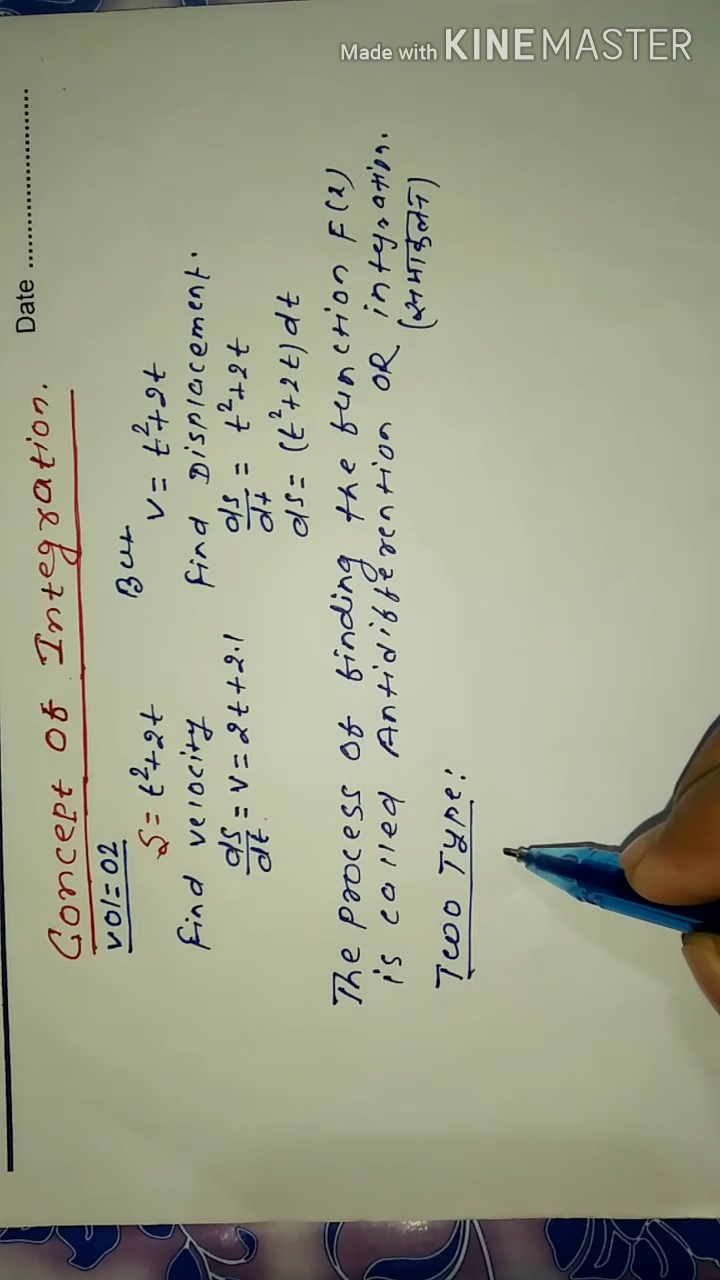 Made with KINEMASTER
Date ........................
Concept of Integration.
Vol=02
S = t²+2t
But
V = t²+2t
Find velocity
Find Displacement.
ds/dt = v = 2t+2.1
ds/dt = t²+2t
ds = (t²+2t)dt
The process of finding the function F(x)
is called Antidifferention OR integration.
(समाकलन)
Two Type: